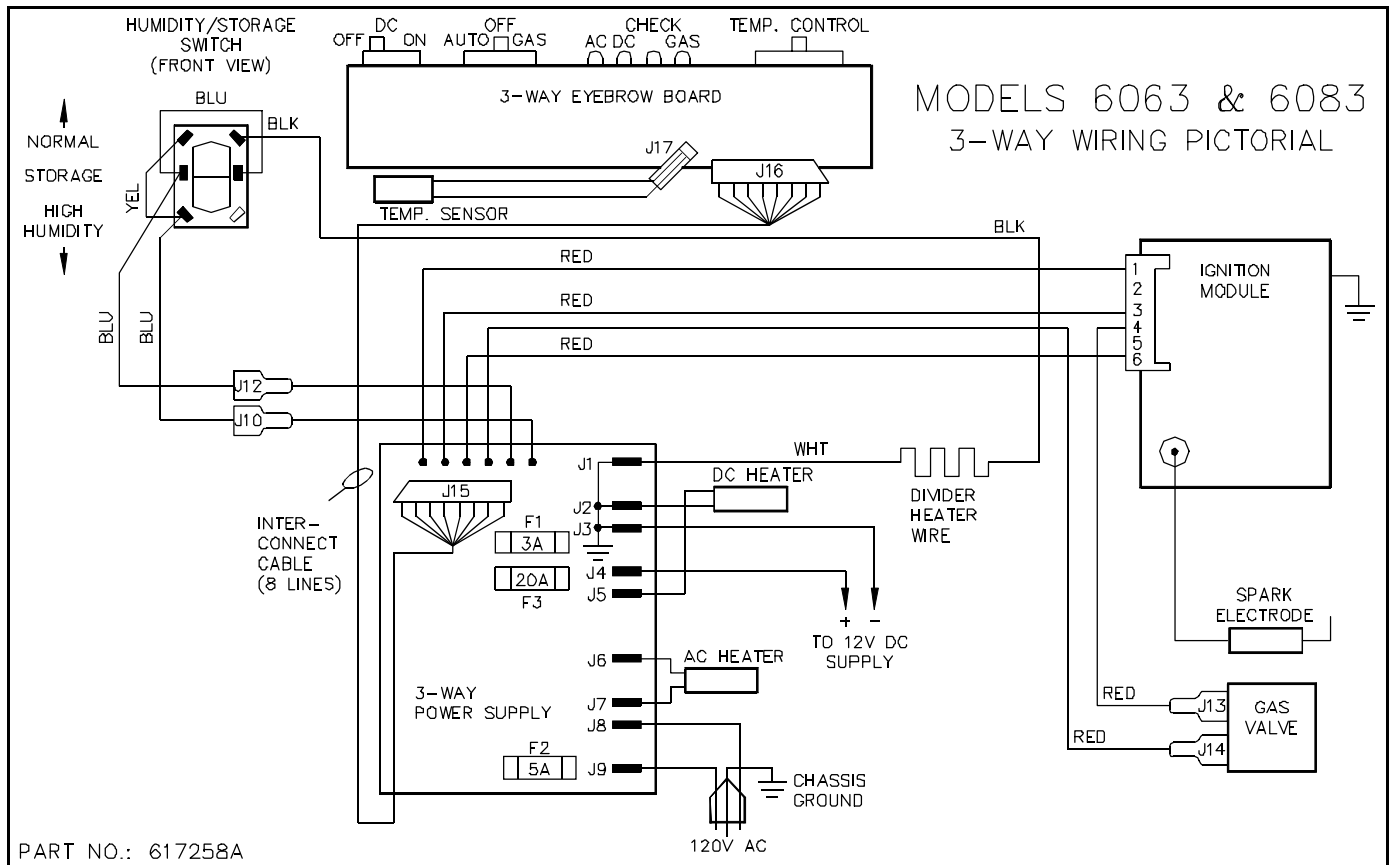 HUMIDITY/STORAGE
SWITCH
(FRONT VIEW)
DC
OFF ON
OFF
AUTO GAS
CHECK
AC DC GAS
TEMP. CONTROL
3-WAY EYEBROW BOARD
MODELS 6063 & 6083
3-WAY WIRING PICTORIAL
BLU
BLK
NORMAL
STORAGE
HIGH
HUMIDITY
YEL
J17
J16
TEMP. SENSOR
BLK
RED
RED
RED
1
2
3
4
5
6
IGNITION
MODULE
BLU
BLU
J12
J10
WHT
J1
DC HEATER
DIVIDER
HEATER
WIRE
J15
J2
J3
INTER-
CONNECT
CABLE
(8 LINES)
F1
3A
20A
F3
J4
J5
+ -
TO 12V DC
SUPPLY
SPARK
ELECTRODE
J6
AC HEATER
3-WAY
POWER SUPPLY
J7
J8
F2
5A
J9
CHASSIS
GROUND
120V AC
RED
J13
RED
J14
GAS
VALVE
PART NO.: 617258A